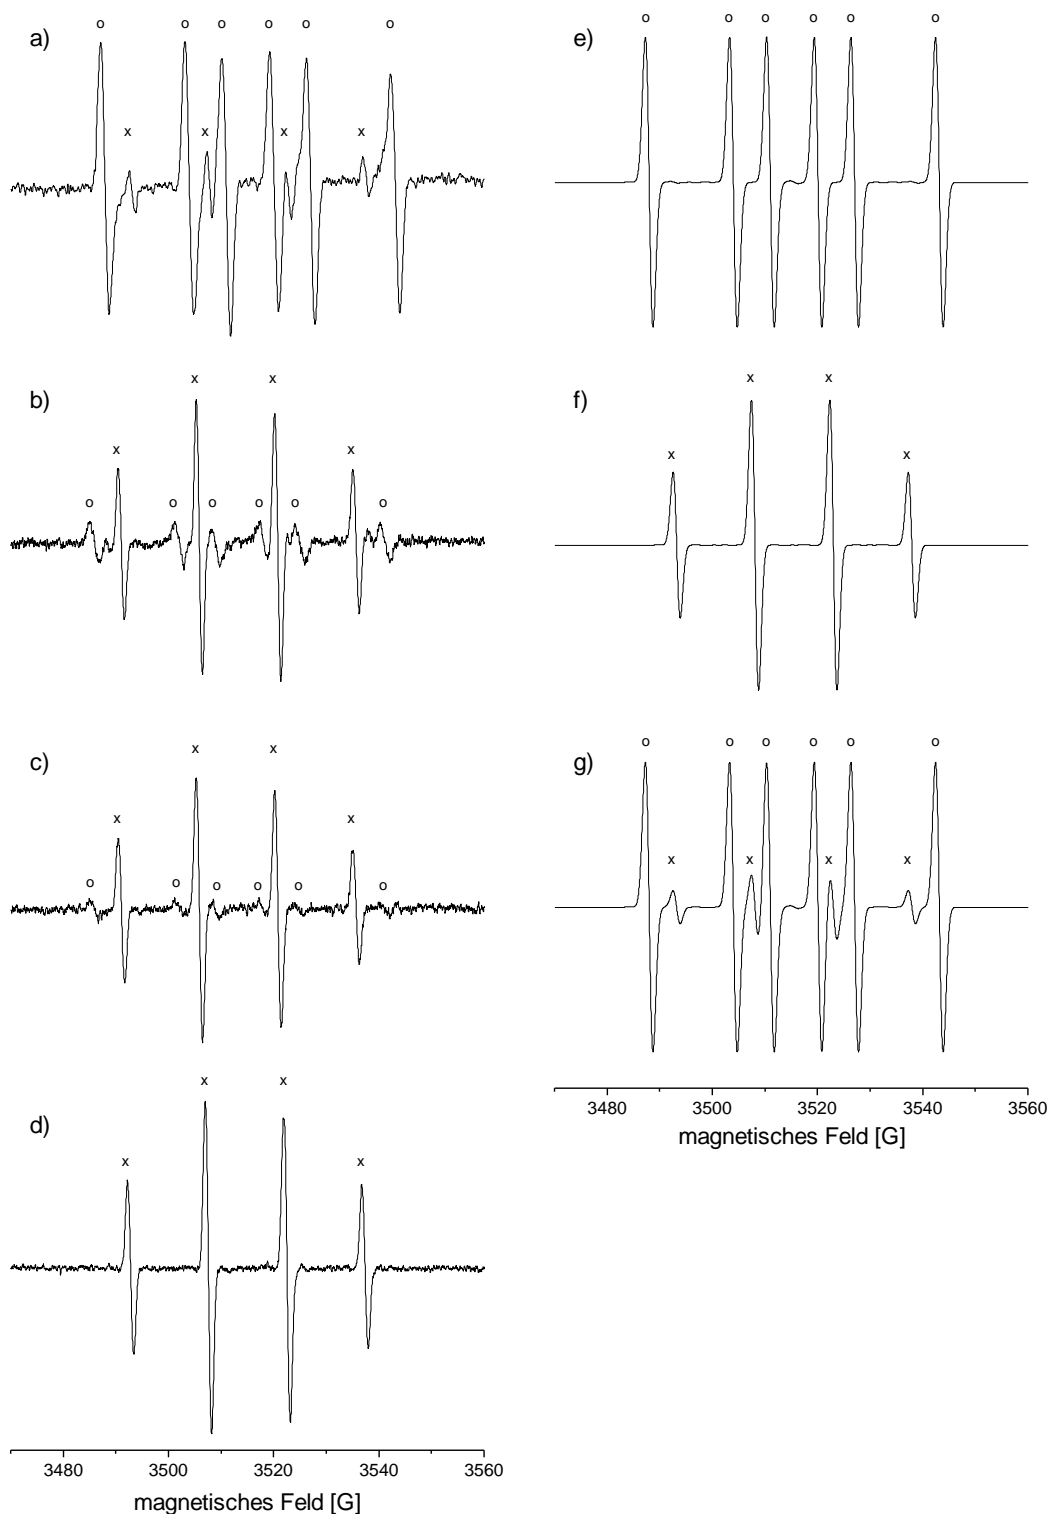 a)
o o o o o o
x x x x
b)
x x
x x
o o o o o o
c)
x x
x x
o o o o o o
d)
x x
x x
3480 3500 3520 3540 3560
magnetisches Feld [G]
e)
o o o o o o
f)
x x
x x
g)
o o o o o o
x x x x
3480 3500 3520 3540 3560
magnetisches Feld [G]